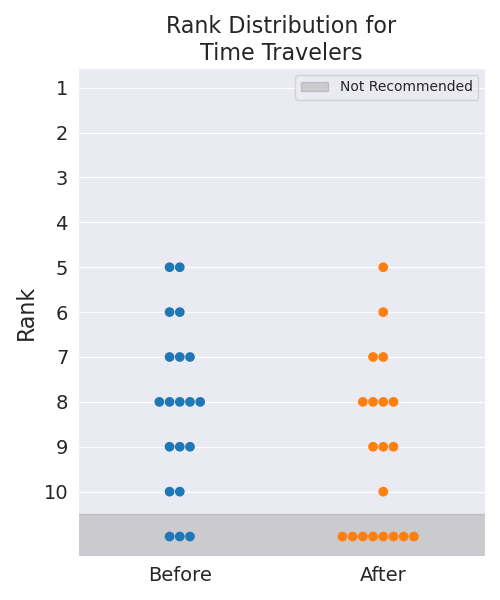 Rank Distribution for
Time Travelers
Not Recommended
1
2
3
4
5
6
7
8
9
10
Rank
Before
After